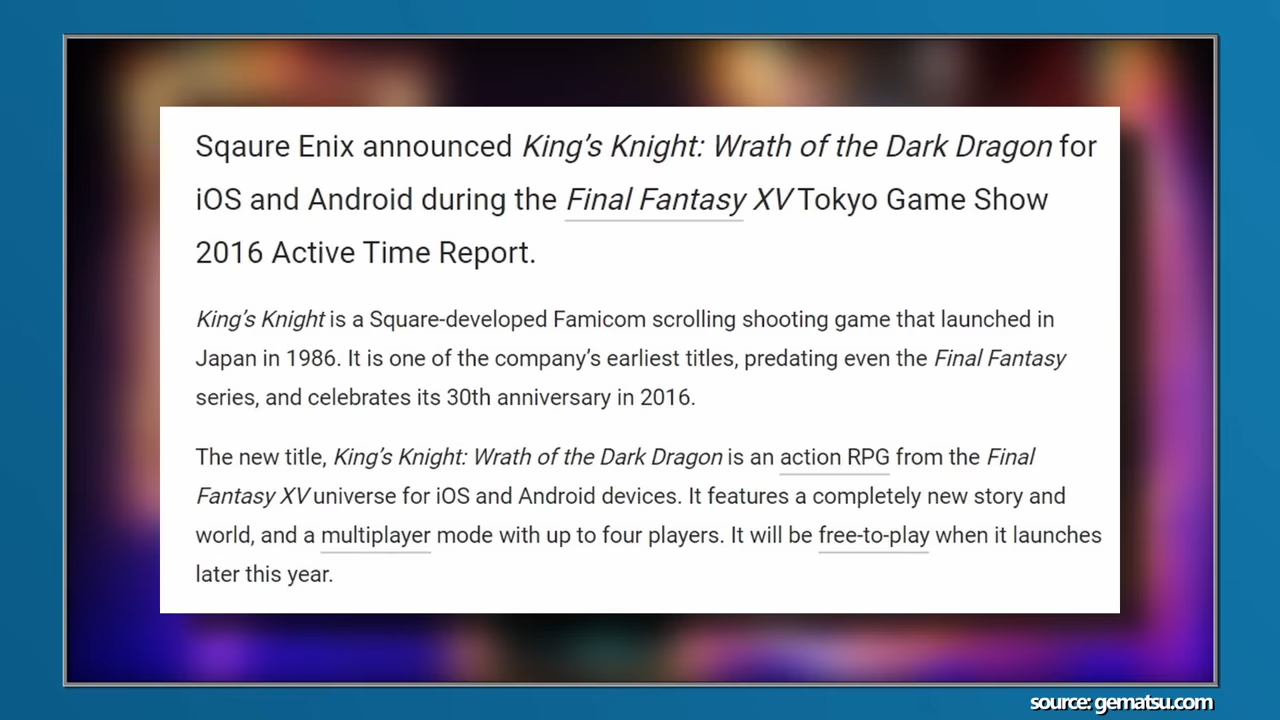 Sqaure Enix announced King’s Knight: Wrath of the Dark Dragon for
iOS and Android during the Final Fantasy XV Tokyo Game Show
2016 Active Time Report.
King’s Knight is a Square-developed Famicom scrolling shooting game that launched in
Japan in 1986. It is one of the company’s earliest titles, predating even the Final Fantasy
series, and celebrates its 30th anniversary in 2016.
The new title, King’s Knight: Wrath of the Dark Dragon is an action RPG from the Final
Fantasy XV universe for iOS and Android devices. It features a completely new story and
world, and a multiplayer mode with up to four players. It will be free-to-play when it launches
later this year.
source: gematsu.com